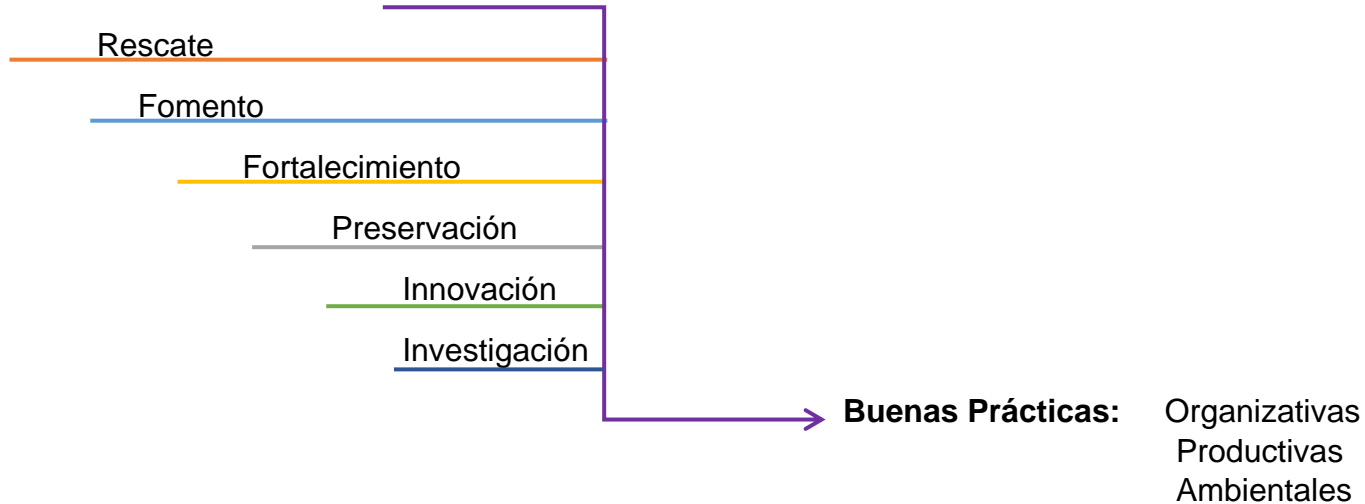 Rescate
Fomento
Fortalecimiento
Preservación
Innovación
Investigación
Buenas Prácticas: Organizativas
Productivas
Ambientales